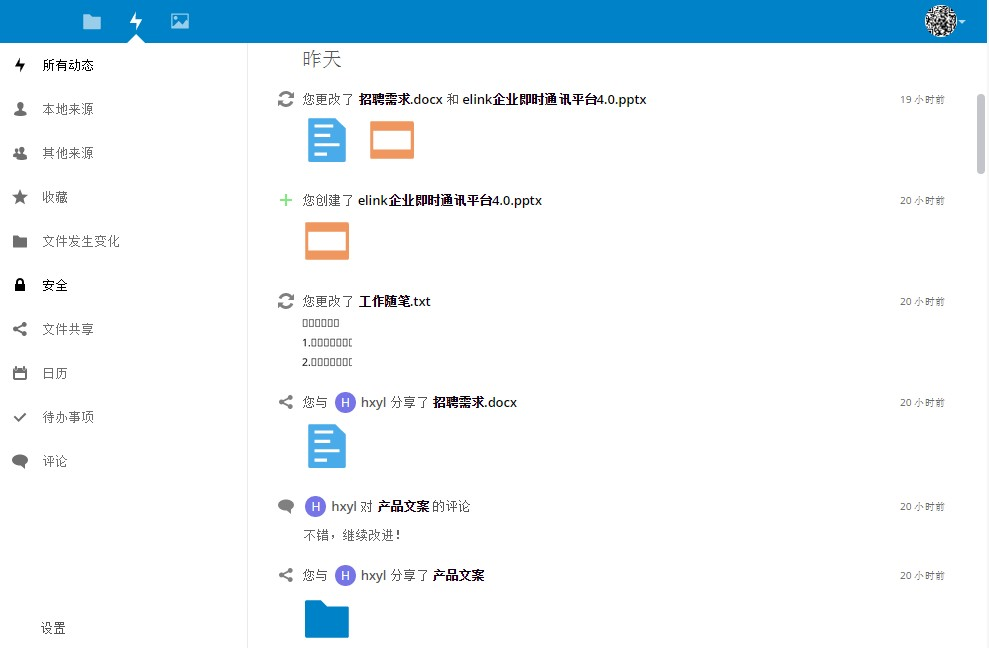 昨天
所有动态
本地来源
其他来源
收藏
文件发生变化
安全
文件共享
日历
待办事项
评论
设置
您更改了 招聘需求.docx 和 elink企业即时通讯平台4.0.pptx 19 小时前
您创建了 elink企业即时通讯平台4.0.pptx 20 小时前
您更改了 工作随笔.txt 20 小时前
1.
2.
您与 H hxyl 分享了 招聘需求.docx 20 小时前
H hxyl 对 产品文案 的评论 20 小时前
不错，继续改进！
您与 H hxyl 分享了 产品文案 20 小时前